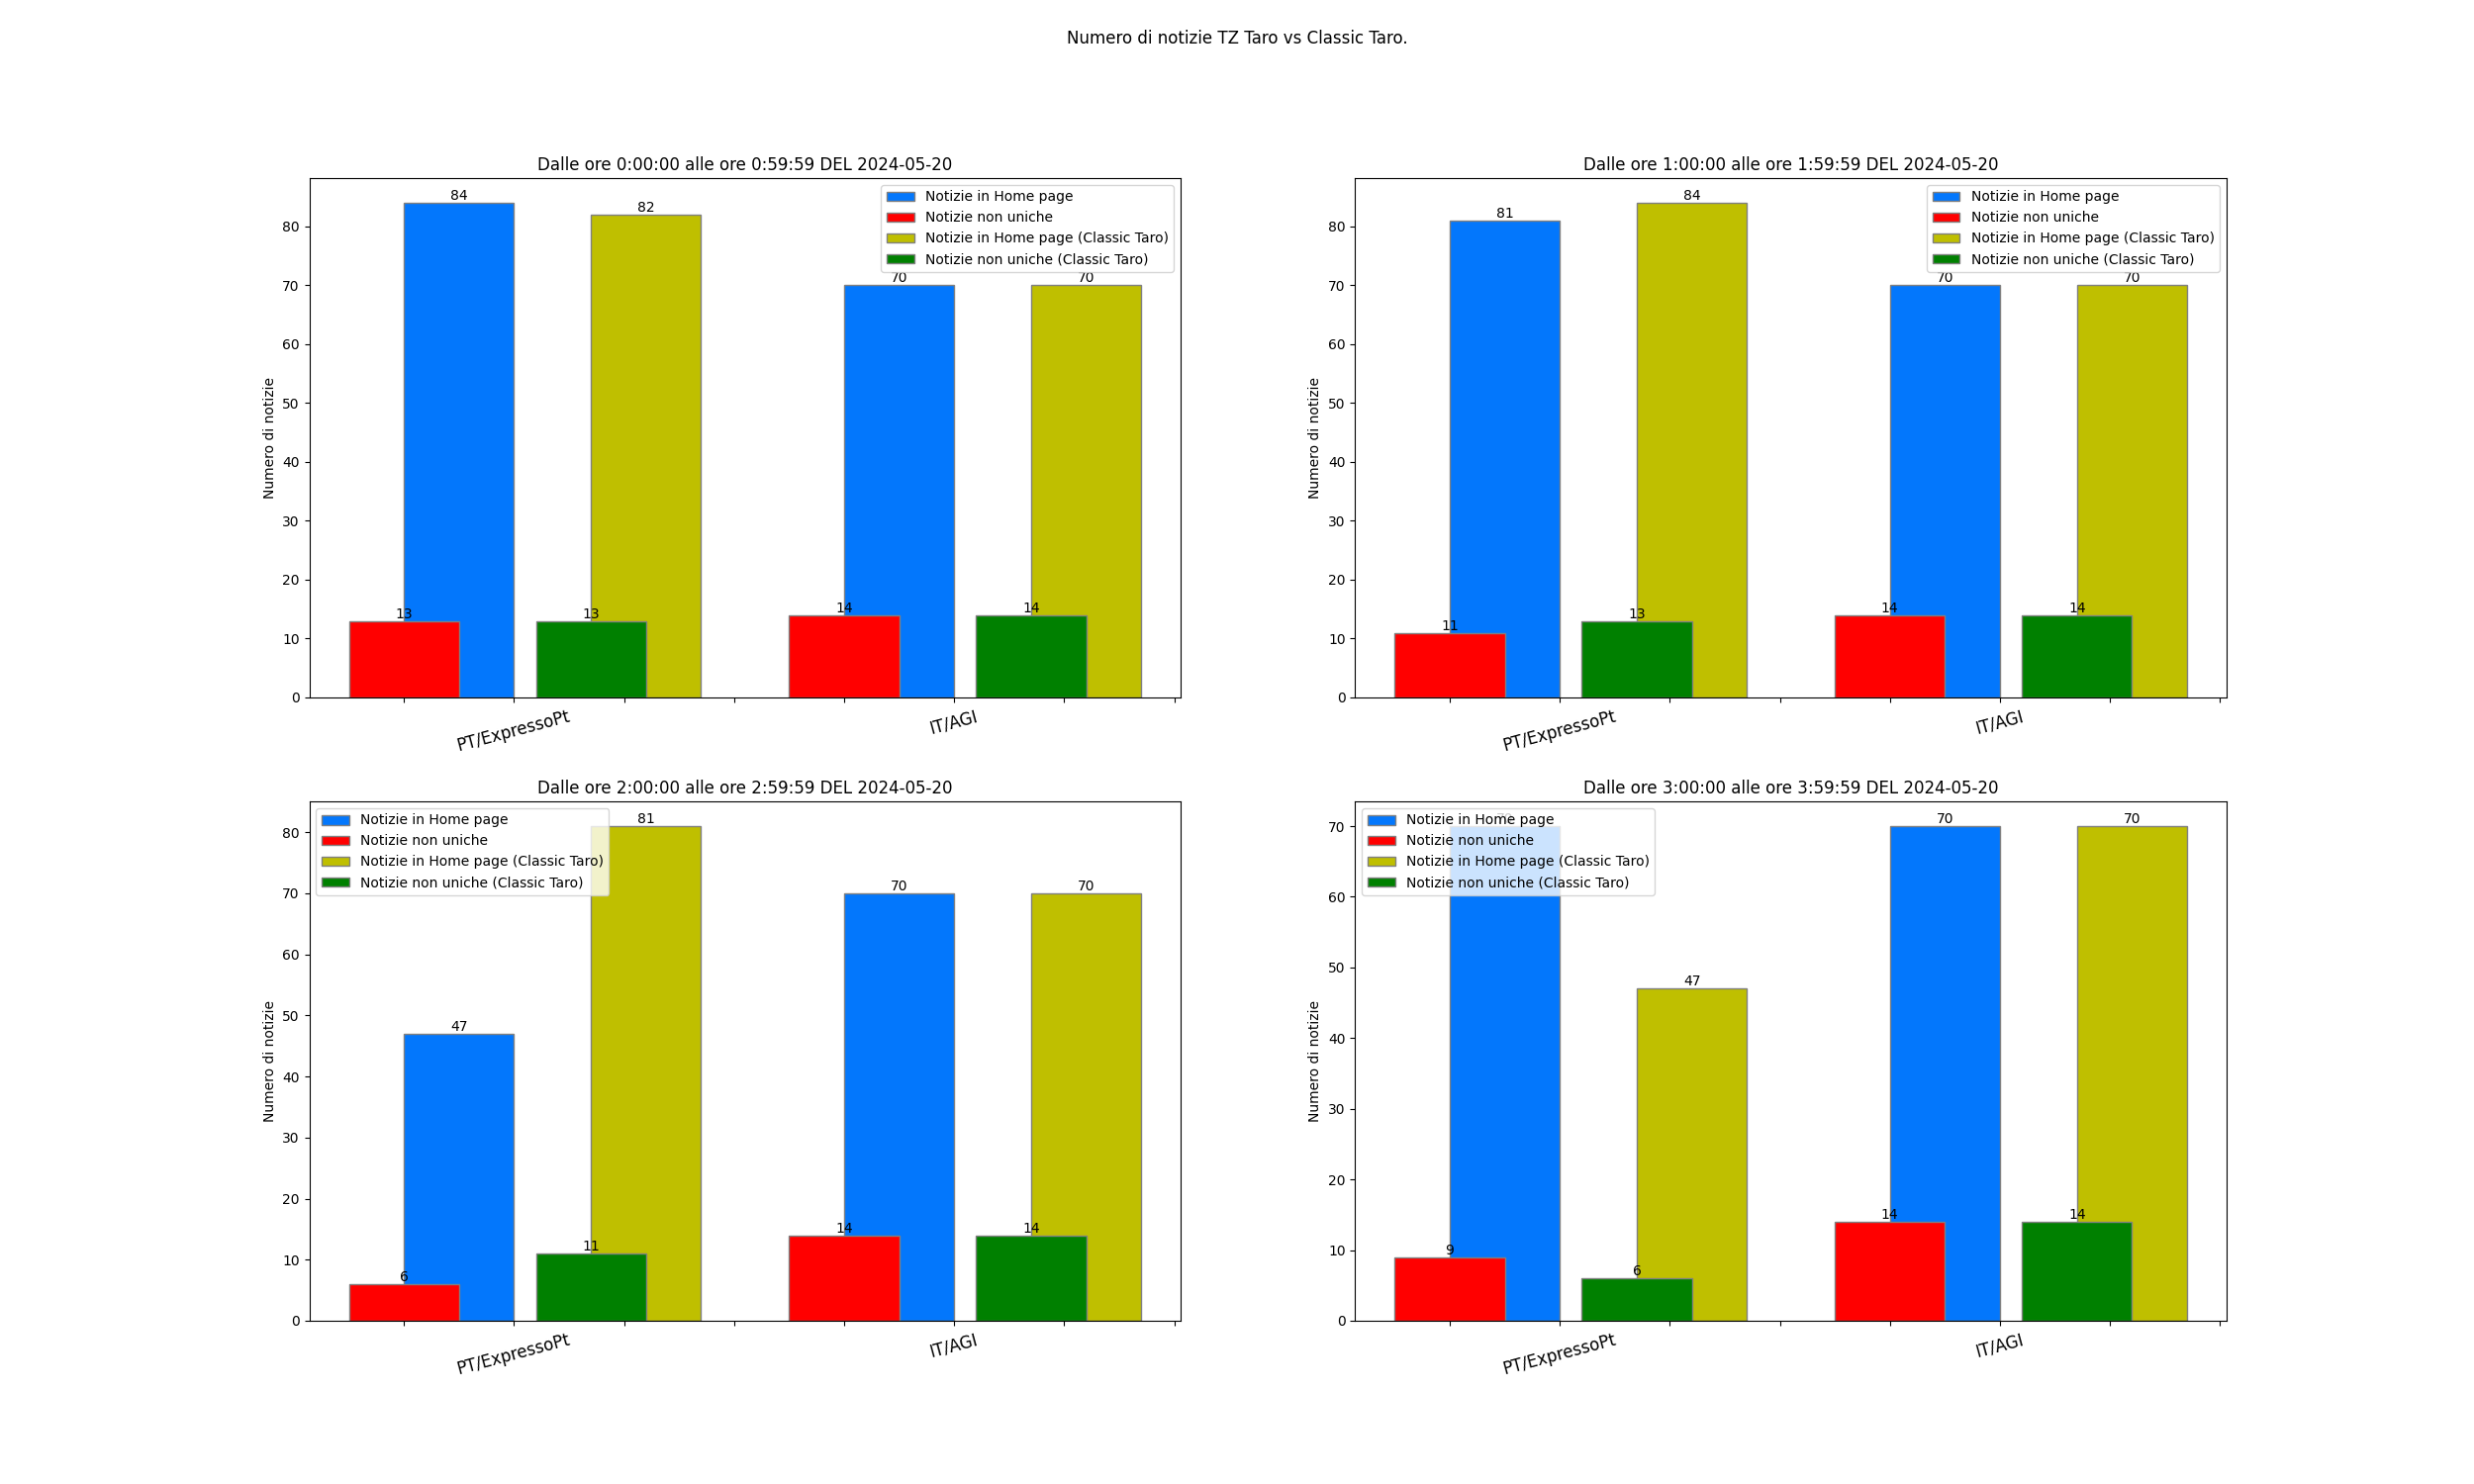 Numero di notizie TZ Taro vs Classic Taro.
Dalle ore 0:00:00 alle ore 0:59:59 DEL 2024-05-20
Numero di notizie
80
70
60
50
40
30
20
10
0
84
82
70
70
13
13
14
14
Notizie in Home page
Notizie non uniche
Notizie in Home page (Classic Taro)
Notizie non uniche (Classic Taro)
PT/ExpressoPt
IT/AGI
Dalle ore 1:00:00 alle ore 1:59:59 DEL 2024-05-20
Numero di notizie
80
70
60
50
40
30
20
10
0
81
84
70
70
11
13
14
14
Notizie in Home page
Notizie non uniche
Notizie in Home page (Classic Taro)
Notizie non uniche (Classic Taro)
PT/ExpressoPt
IT/AGI
Dalle ore 2:00:00 alle ore 2:59:59 DEL 2024-05-20
Numero di notizie
80
70
60
50
40
30
20
10
0
47
81
70
70
6
11
14
14
Notizie in Home page
Notizie non uniche
Notizie in Home page (Classic Taro)
Notizie non uniche (Classic Taro)
PT/ExpressoPt
IT/AGI
Dalle ore 3:00:00 alle ore 3:59:59 DEL 2024-05-20
Numero di notizie
70
60
50
40
30
20
10
0
47
70
70
9
6
14
14
Notizie in Home page
Notizie non uniche
Notizie in Home page (Classic Taro)
Notizie non uniche (Classic Taro)
PT/ExpressoPt
IT/AGI